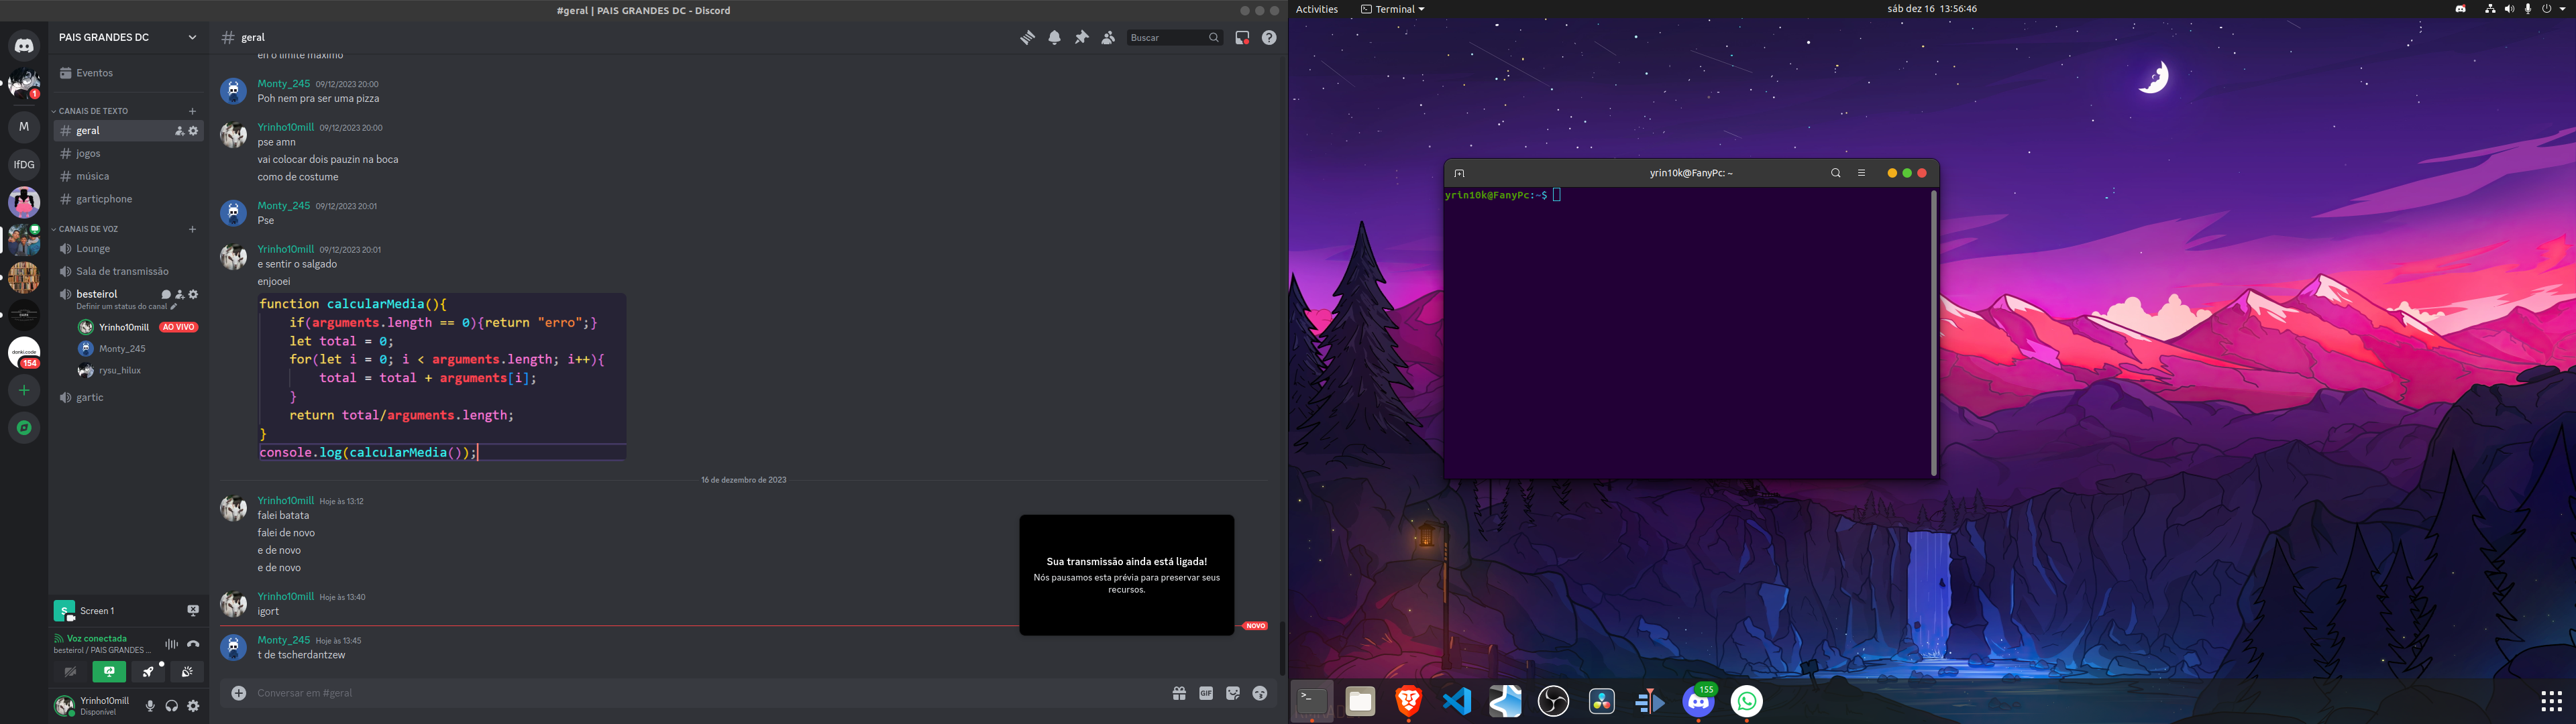 #geral | PAIS GRANDES DC - Discord
PAIS GRANDES DC
Eventos
CANAIS DE TEXTO
geral
jogos
música
garticphone
CANAIS DE VOZ
Lounge
Sala de transmissão
besteirol
Definir um status do canal
Yrinho10mill AO VIVO
Monty_245
rysu_hilux
gartic
1
M
IfDG
danki.code
154
Screen 1
Voz conectada
besteirol / PAIS GRANDES ...
Yrinho10mill
Disponível
# geral
Buscar
en o limite maximo
Monty_245 09/12/2023 20:00
Poh nem pra ser uma pizza
Yrinho10mill 09/12/2023 20:00
pse amn
vai colocar dois pauzin na boca
como de costume
Monty_245 09/12/2023 20:01
Pse
Yrinho10mill 09/12/2023 20:01
e sentir o salgado
enjooei
function calcularMedia(){
if(arguments.length == 0){return "erro";}
let total = 0;
for(let i = 0; i < arguments.length; i++){
total = total + arguments[i];
}
return total/arguments.length;
}
console.log(calcularMedia());
16 de dezembro de 2023
Yrinho10mill Hoje às 13:12
falei batata
falei de novo
e de novo
e de novo
Yrinho10mill Hoje às 13:40
igort
NOVO
Monty_245 Hoje às 13:45
t de tscherdantzew
Sua transmissão ainda está ligada!
Nós pausamos esta prévia para preservar seus
recursos.
Conversar em #geral
GIF
Activities
Terminal
sáb dez 16 13:56:46
yrin10k@FanyPc: ~
yrin10k@FanyPc:~$
155